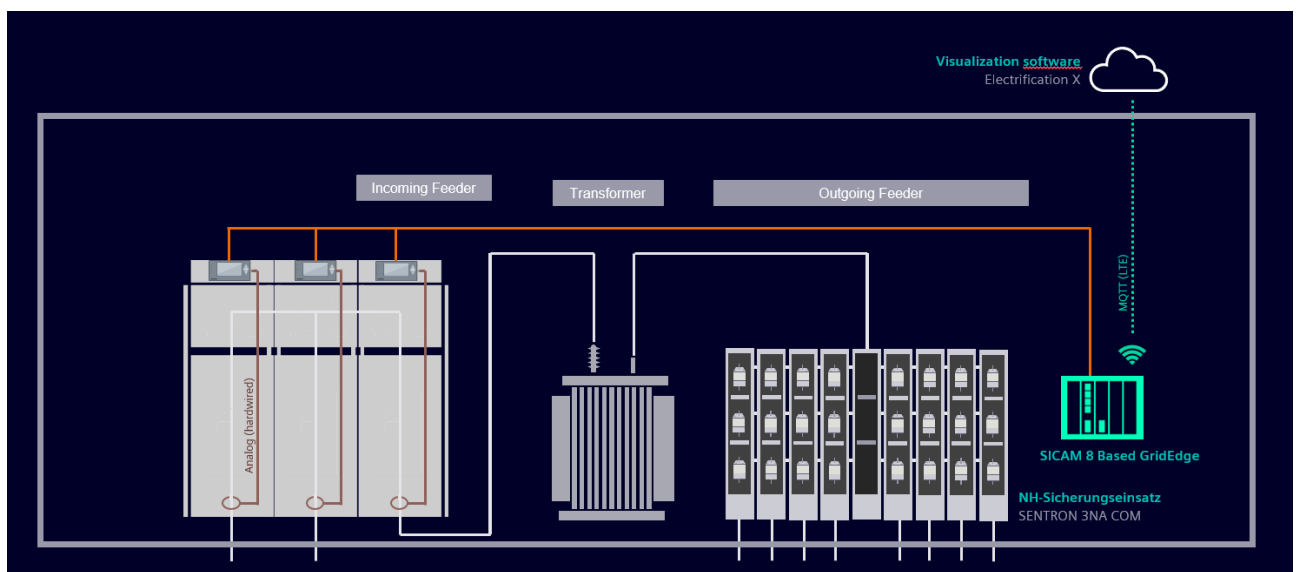 Visualization software
Electrification X
Incoming Feeder
Transformer
Outgoing Feeder
MQTT (LTE)
Analog (hardwired)
SICAM 8 Based GridEdge
NH-Sicherungseinsatz
SENTRON 3NA COM